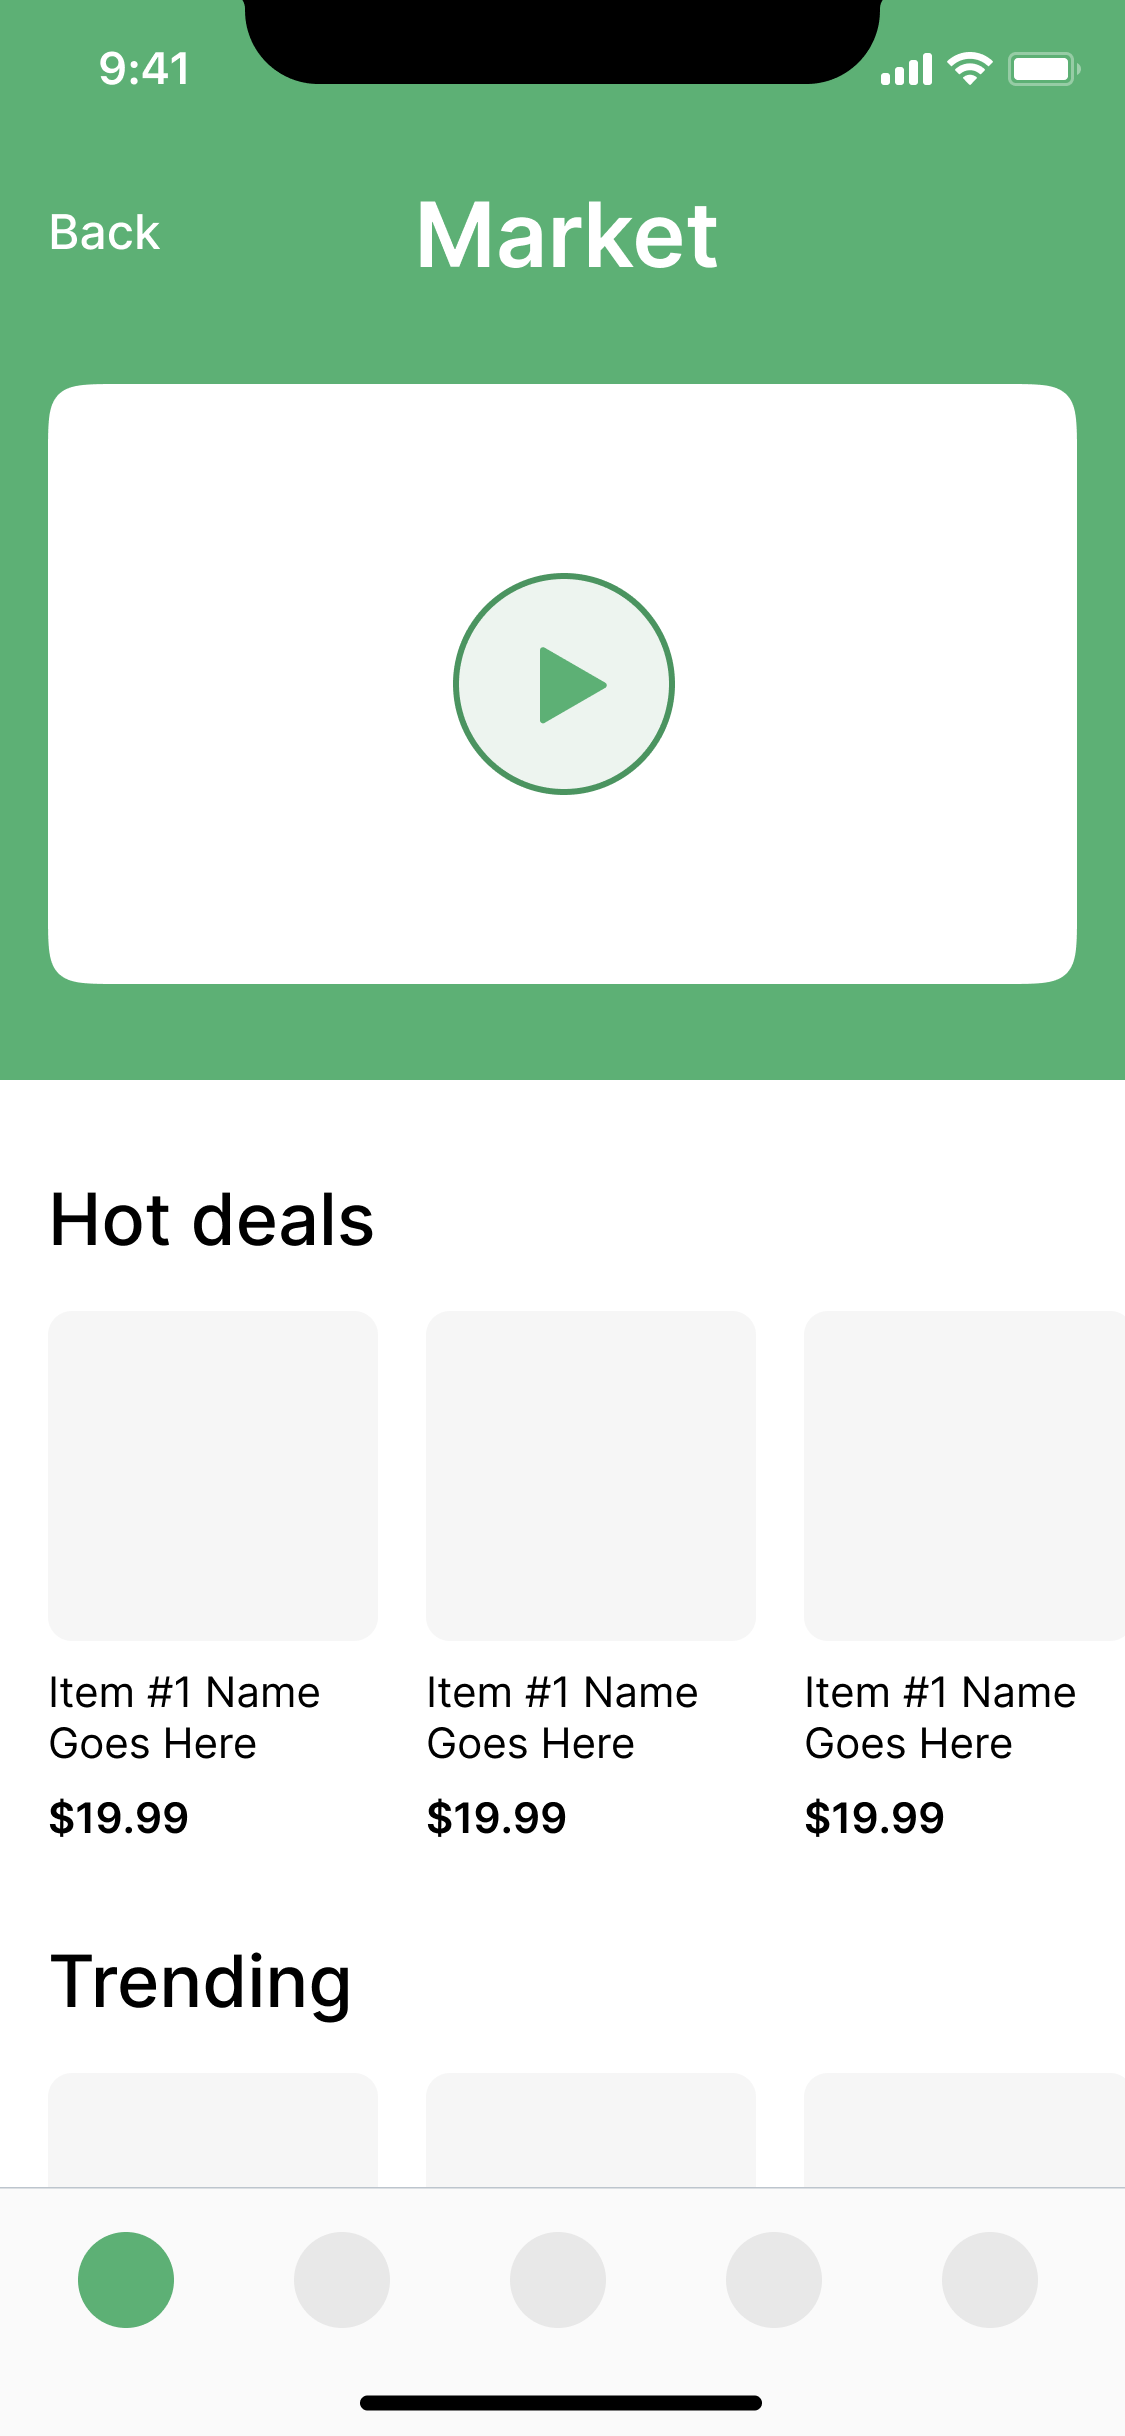 9:41
Back
Market
Hot deals
Item #1 Name
Goes Here
$19.99
Item #1 Name
Goes Here
$19.99
Item #1 Name
Goes Here
$19.99
Trending